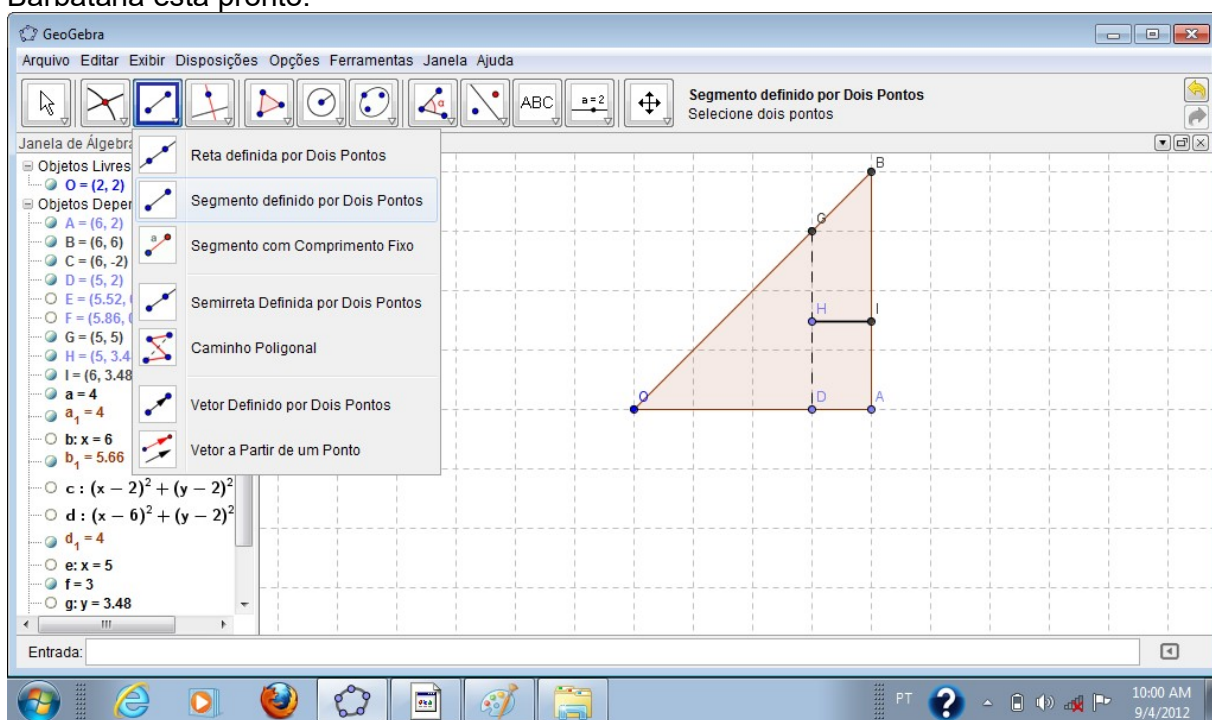 Barbatana está pronto.
GeoGebra
Arquivo Editar Exibir Disposições Opções Ferramentas Janela Ajuda
ABC
a=2
Segmento definido por Dois Pontos
Selecione dois pontos
Janela de Álgebra
Objetos Livres
O = (2, 2)
Objetos Deper
A = (6, 2)
B = (6, 6)
C = (6, -2)
D = (5, 2)
E = (5.52,
F = (5.86,
G = (5, 5)
H = (5, 3.4
I = (6, 3.48
a = 4
a₁ = 4
b: x = 6
b₁ = 5.66
c : (x – 2)² + (y – 2)²
d : (x – 6)² + (y – 2)²
d₁ = 4
e: x = 5
f = 3
g: y = 3.48
Reta definida por Dois Pontos
Segmento definido por Dois Pontos
a
Segmento com Comprimento Fixo
Semirreta Definida por Dois Pontos
Caminho Poligonal
Vetor Definido por Dois Pontos
Vetor a Partir de um Ponto
B
G
H
I
O
D
A
Entrada:
PT
10:00 AM
9/4/2012